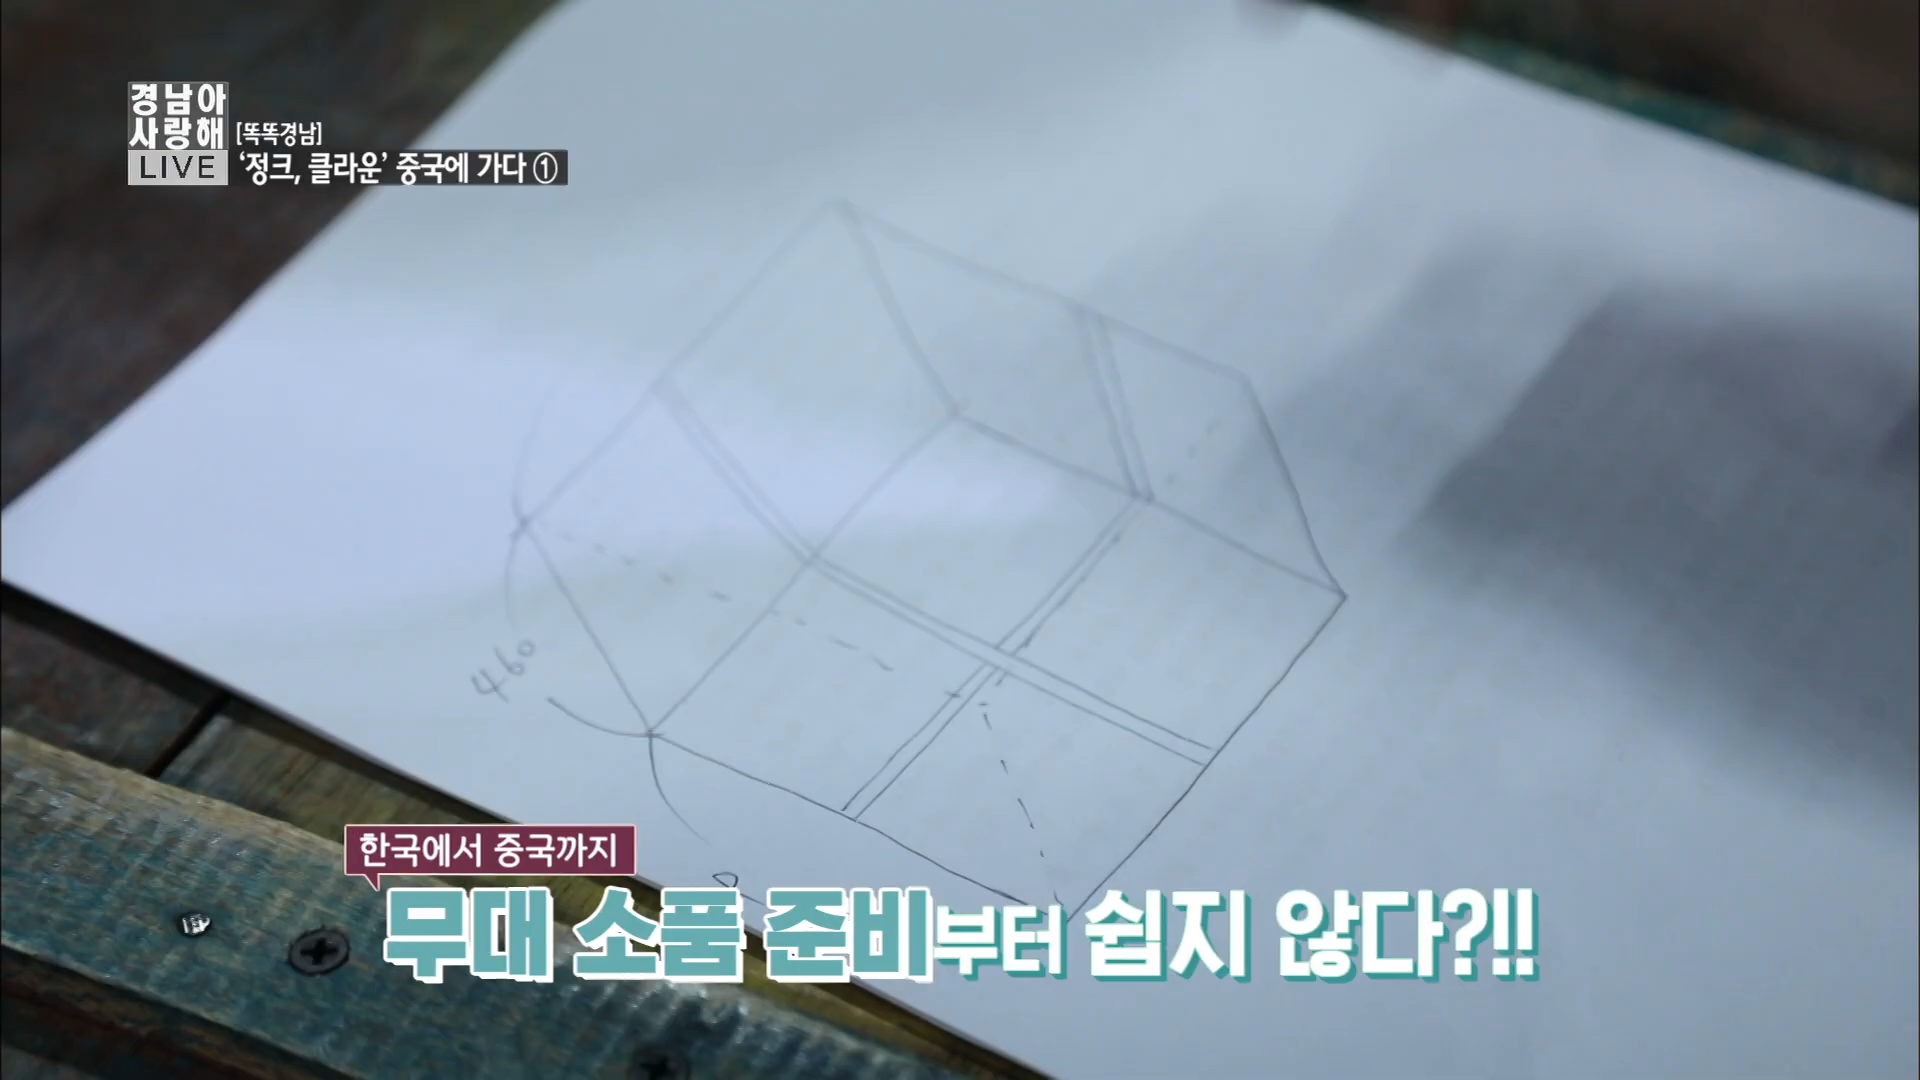 경남아
사랑해
LIVE
[똑똑경남]
‘정크, 클라운’ 중국에 가다 ①
460
한국에서 중국까지
무대 소품 준비부터 쉽지 않다?!!